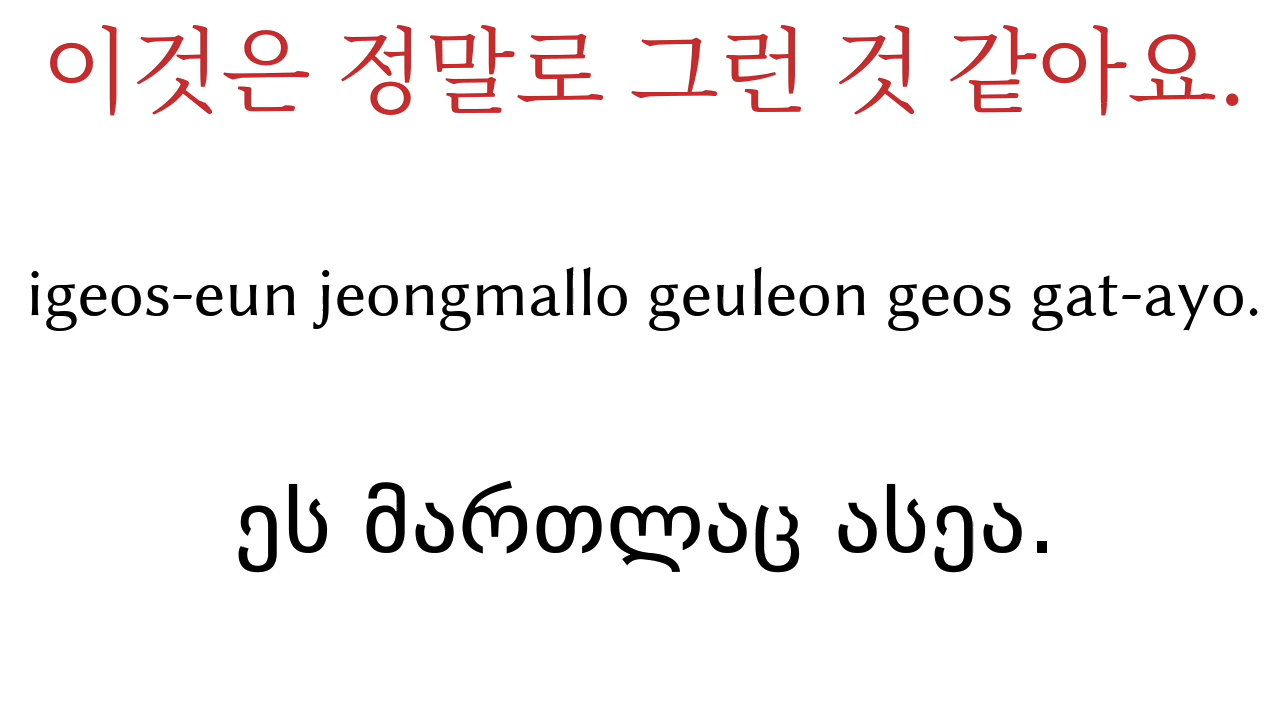 이것은 정말로 그런 것 같아요.
igeos-eun jeongmallo geuleon geos gat-ayo.
ეს მართლაც ასეა.